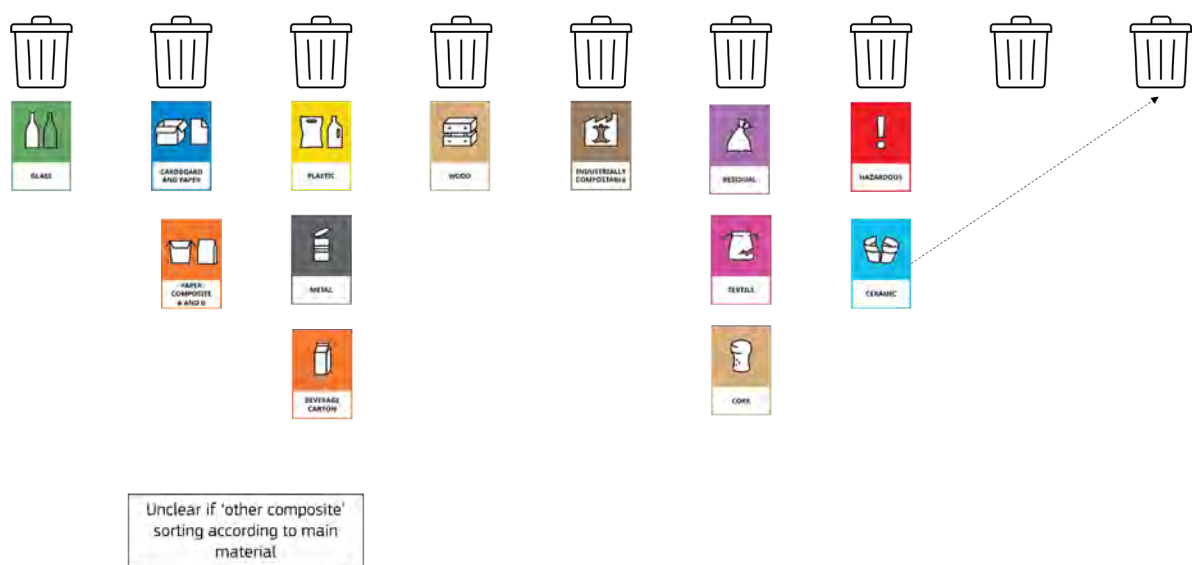 GLASS
CARDBOARD
AND PAPER
PLASTIC
WOOD
INDUSTRIALLY
COMPOSTABLE
RESIDUAL
HAZARDOUS
PAPER
COMPOSITE
A AND B
METAL
TEXTILE
CERAMIC
BEVERAGE
CARTON
CORK
Unclear if 'other composite'
sorting according to main
material